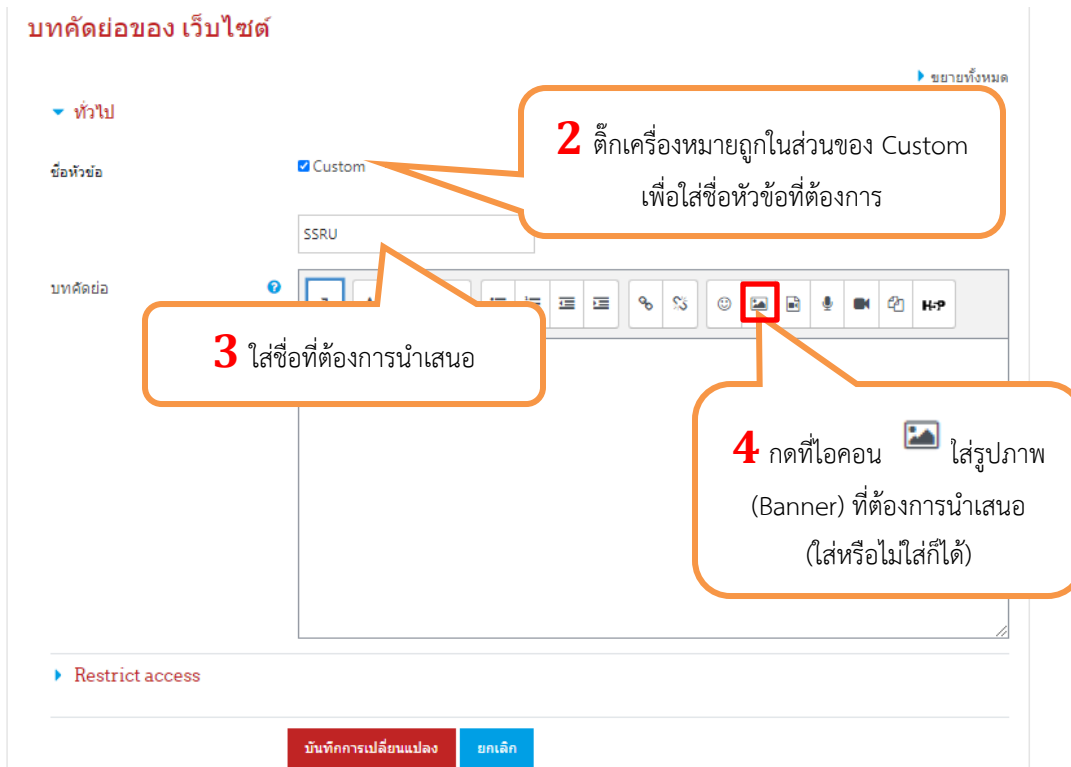 บทคัดย่อของ เว็บไซต์
ขยายทั้งหมด
ทั่วไป
2 ติ๊กเครื่องหมายถูกในส่วนของ Custom
เพื่อใส่ชื่อหัวข้อที่ต้องการ
ชื่อหัวข้อ
Custom
SSRU
บทคัดย่อ
H-P
3 ใส่ชื่อที่ต้องการนำเสนอ
4 กดที่ไอคอน ใส่รูปภาพ
(Banner) ที่ต้องการนำเสนอ
(ใส่หรือไม่ใส่ก็ได้)
Restrict access
บันทึกการเปลี่ยนแปลง
ยกเลิก